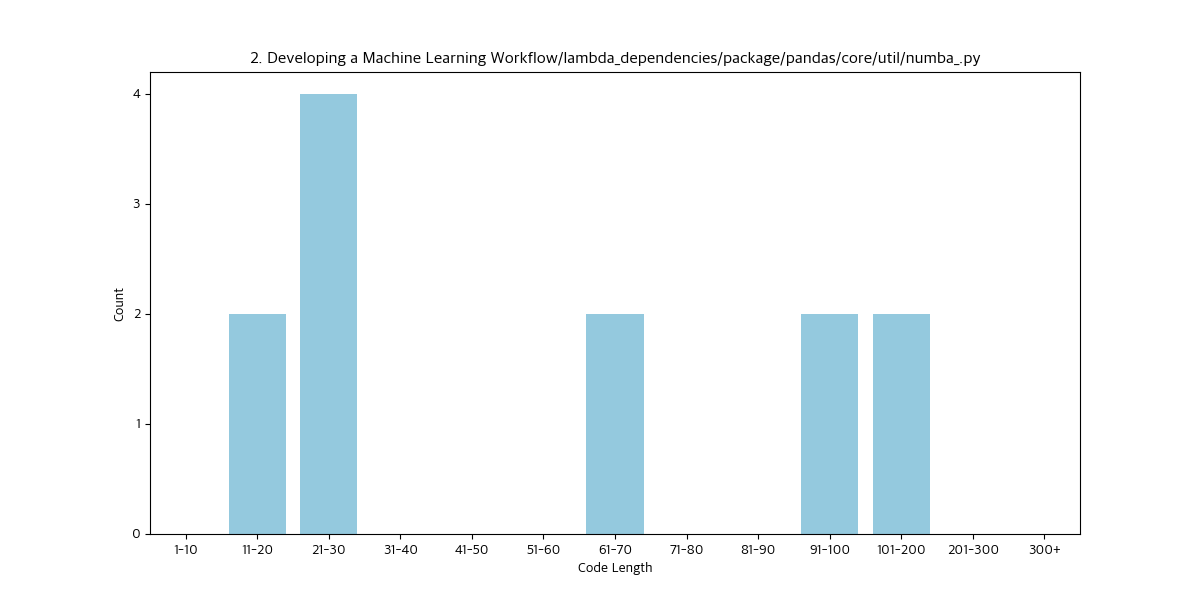 2. Developing a Machine Learning Workflow/lambda_dependencies/package/pandas/core/util/numba_.py
4
3
2
1
0
Count
1-10 11-20 21-30 31-40 41-50 51-60 61-70 71-80 81-90 91-100 101-200 201-300 300+
Code Length